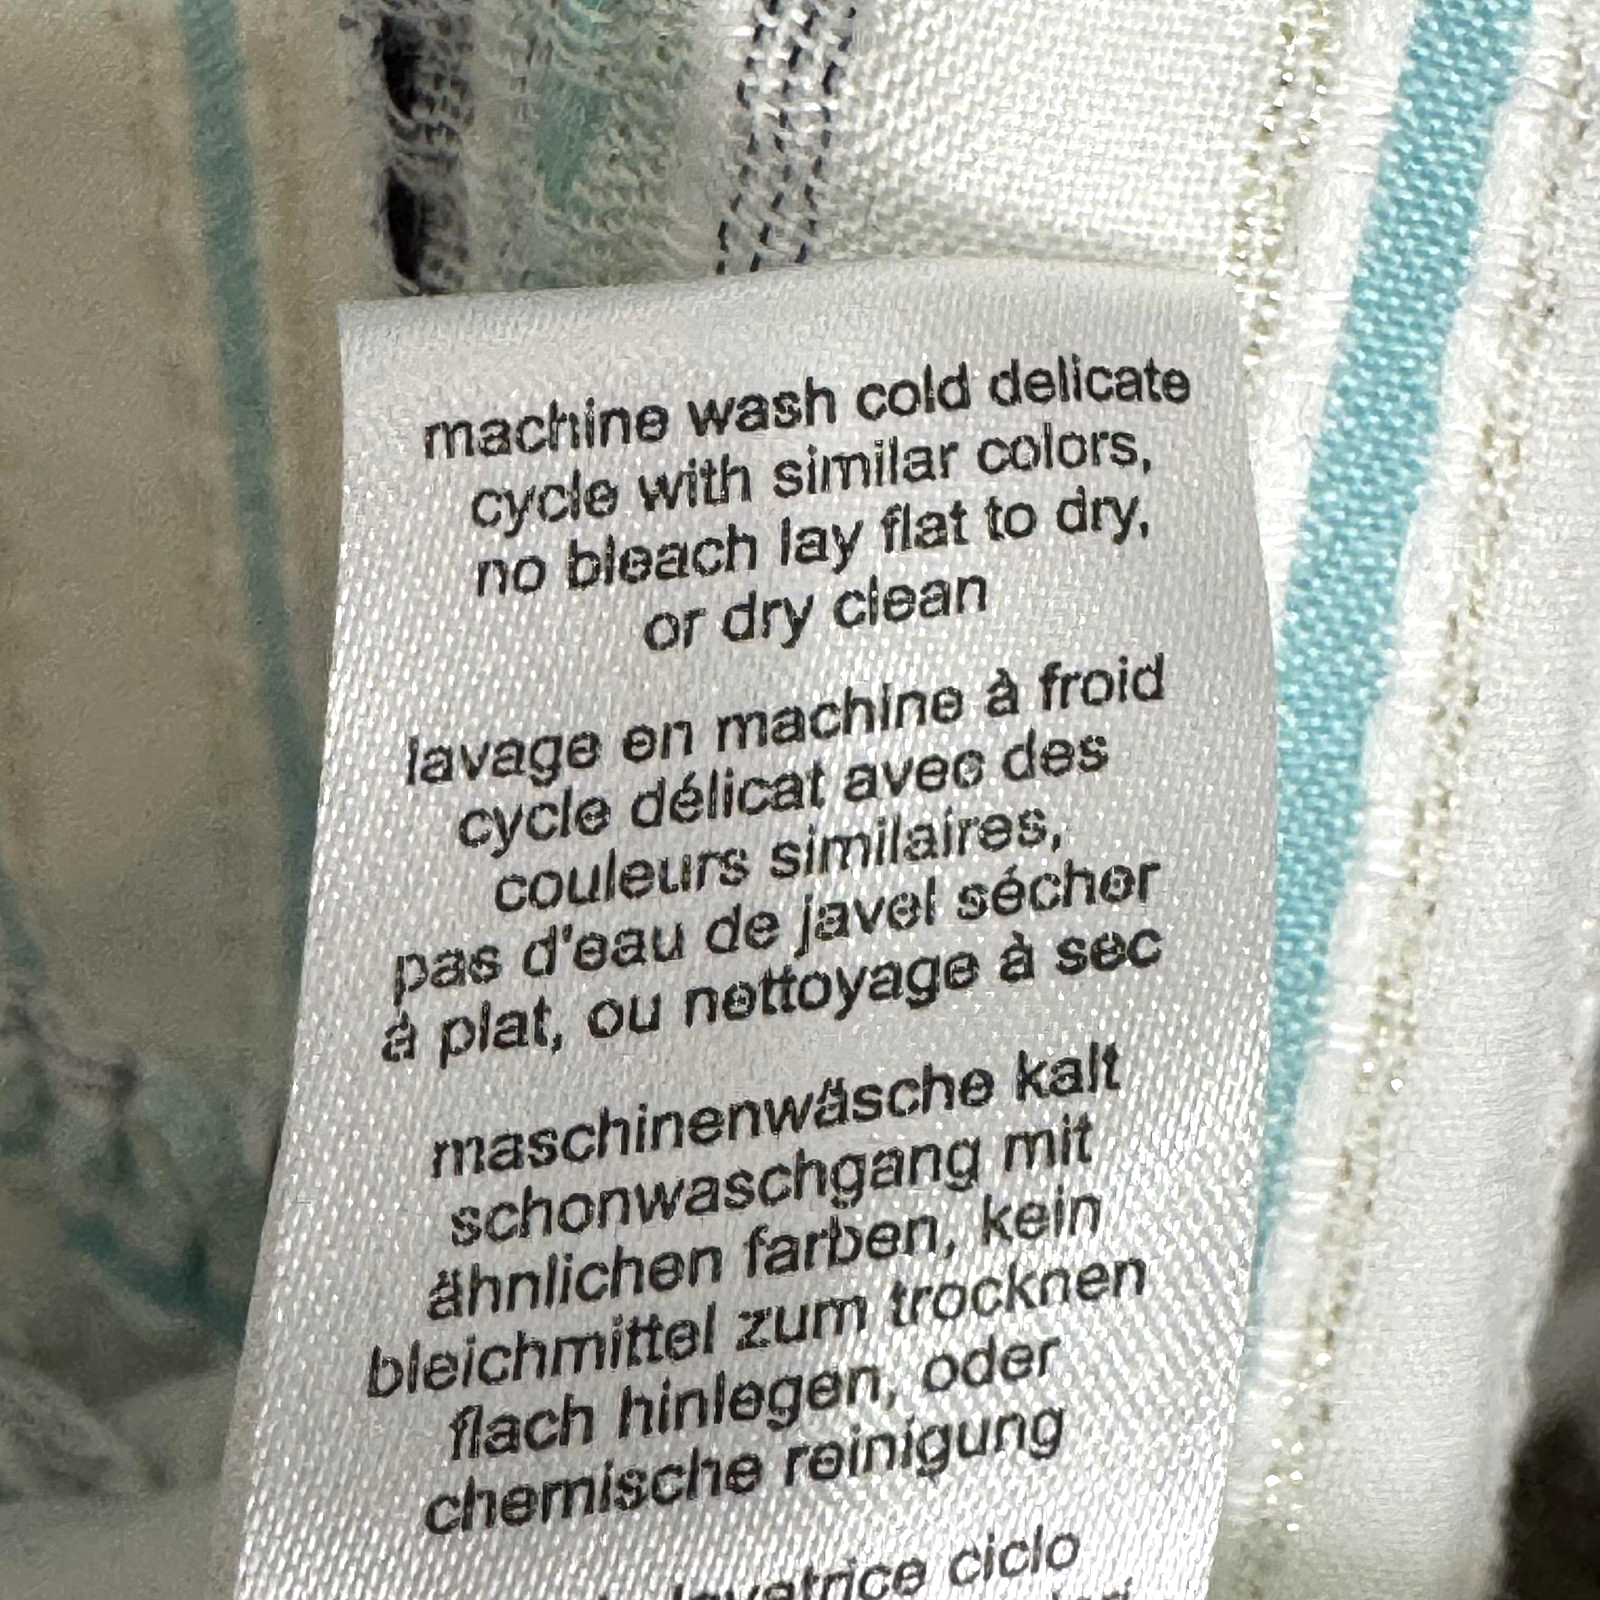 machine wash cold delicate
cycle with similar colors,
no bleach lay flat to dry,
or dry clean
lavage en machine à froid
cycle délicat avec des
couleurs similaires,
pas d'eau de javel sécher
à plat, ou nettoyage à sec
maschinenwäsche kalt
schonwaschgang mit
ähnlichen farben, kein
bleichmittel zum trocknen
flach hinlegen, oder
chemische reinigung
lavatrice ciclo